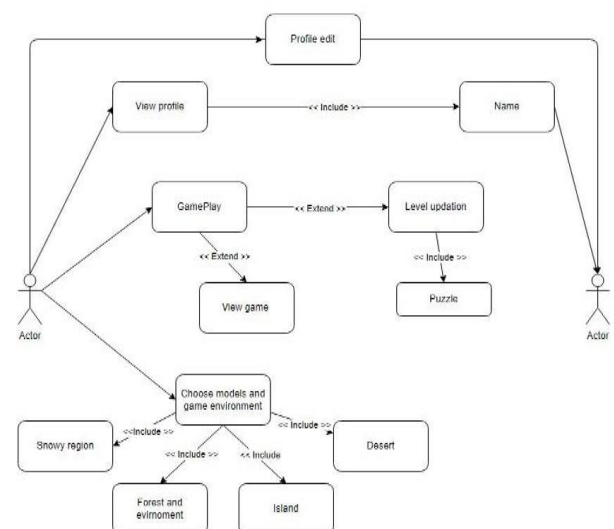 Profile edit
View profile
<< Include >>
Name
GamePlay
<< Extend >>
Level updation
<< Extend >>
<< Include >>
View game
Puzzle
Actor
Actor
Choose models and
game environment
<<Include >>
<< Include >>
Snowy region
Desert
<< Include >>
<< Include
Forest and
evirnoment
Island